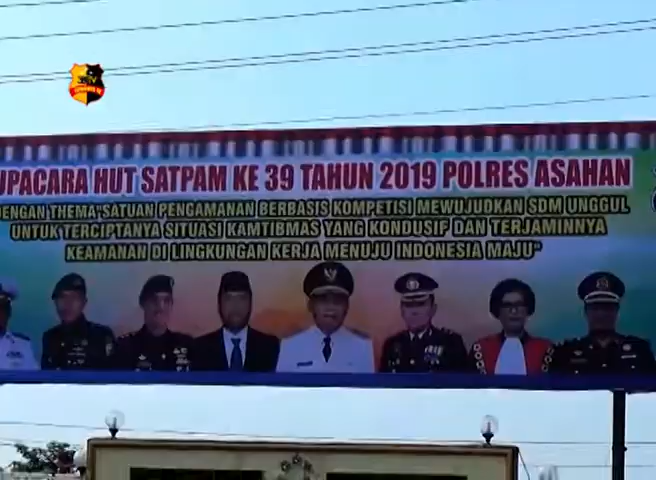 UPACARA HUT SATPAM KE 39 TAHUN 2019 POLRES ASAHAN
DENGAN THEMA"SATUAN PENGAMANAN BERBASIS KOMPETISI MEWUJUDKAN SDM UNGGUL
UNTUK TERCIPTANYA SITUASI KAMTIBMAS YANG KONDUSIF DAN TERJAMINNYA
KEAMANAN DI LINGKUNGAN KERJA MENUJU INDONESIA MAJU"